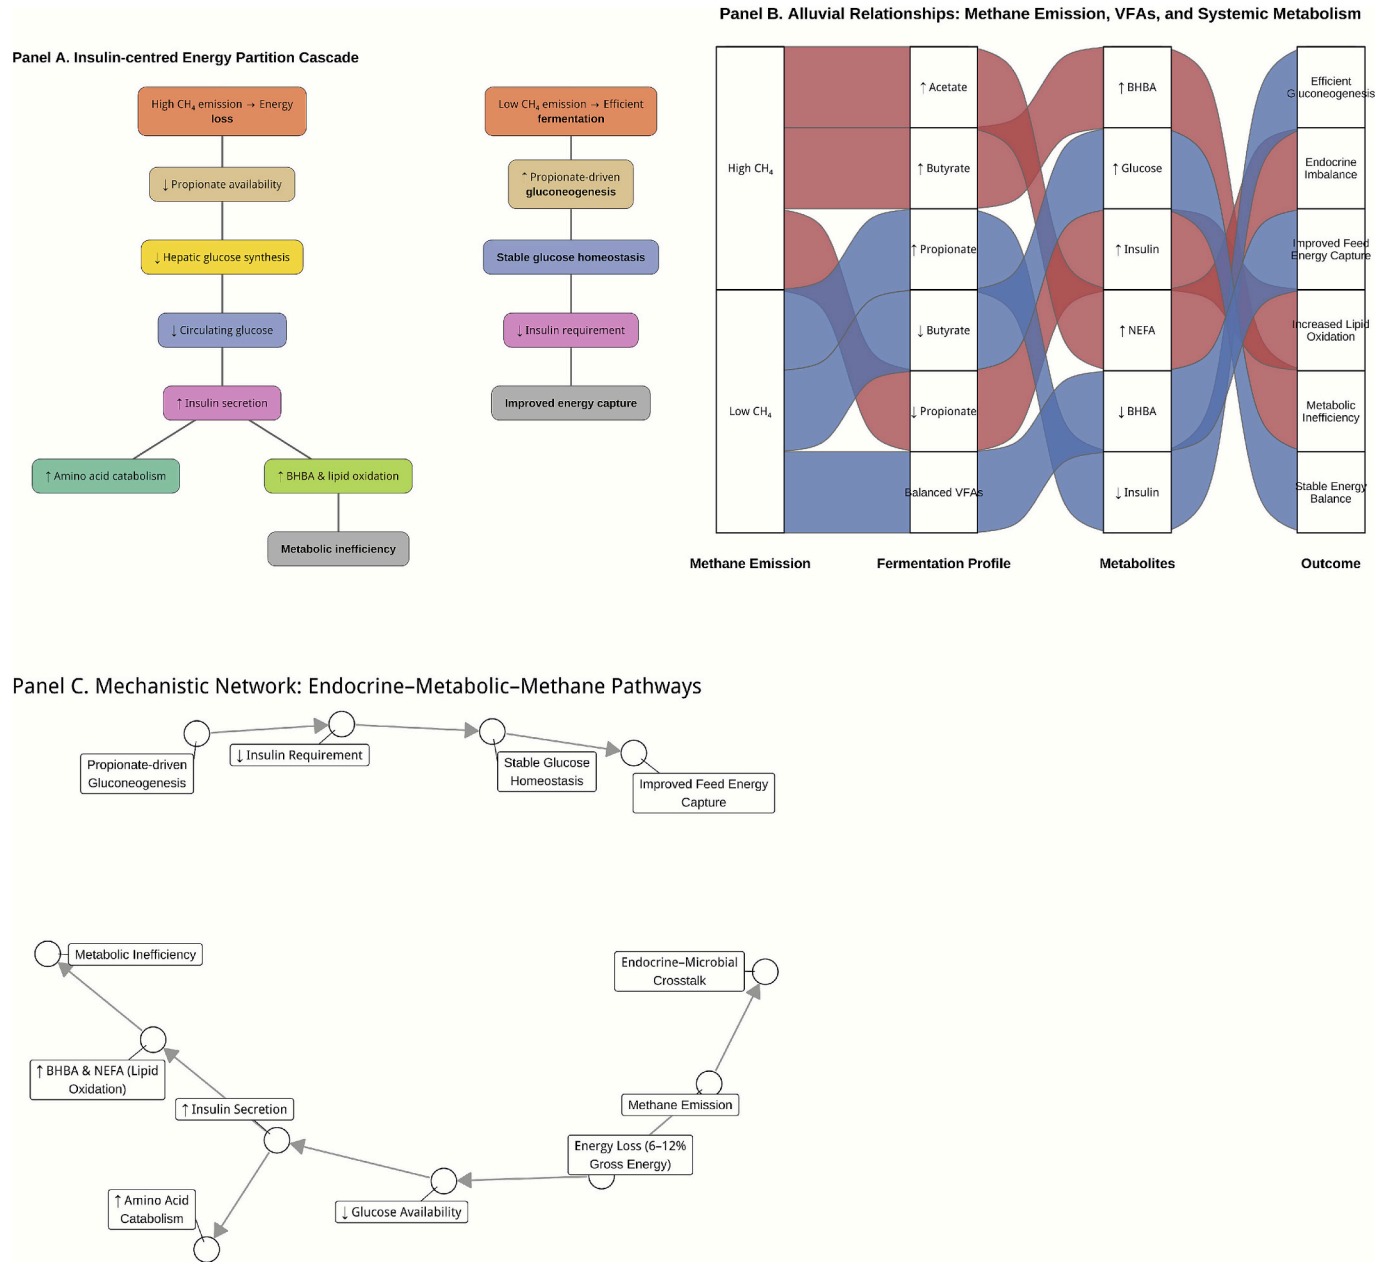 Panel A. Insulin-centred Energy Partition Cascade
High CH₄ emission → Energy
loss
↓ Propionate availability
↓ Hepatic glucose synthesis
↓ Circulating glucose
↑ Insulin secretion
↑ Amino acid catabolism
↑ BHBA & lipid oxidation
Metabolic inefficiency
Low CH₄ emission → Efficient
fermentation
↑ Propionate-driven
gluconeogenesis
Stable glucose homeostasis
↓ Insulin requirement
Improved energy capture
Panel B. Alluvial Relationships: Methane Emission, VFAs, and Systemic Metabolism
High CH₄
Low CH₄
↑ Acetate
↑ Butyrate
↑ Propionate
↓ Butyrate
↓ Propionate
Balanced VFAs
↑ BHBA
↑ Glucose
↑ Insulin
↑ NEFA
↓ BHBA
↓ Insulin
Efficient
Gluconeogenesis
Endocrine
Imbalance
Improved Feed
Energy Capture
Increased Lipid
Oxidation
Metabolic
Inefficiency
Stable Energy
Balance
Methane Emission
Fermentation Profile
Metabolites
Outcome
Panel C. Mechanistic Network: Endocrine–Metabolic–Methane Pathways
Propionate-driven
Gluconeogenesis
↓ Insulin Requirement
Stable Glucose
Homeostasis
Improved Feed Energy
Capture
Metabolic Inefficiency
↑ BHBA & NEFA (Lipid
Oxidation)
↑ Insulin Secretion
↑ Amino Acid
Catabolism
↓ Glucose Availability
Energy Loss (6–12%
Gross Energy)
Methane Emission
Endocrine–Microbial
Crosstalk